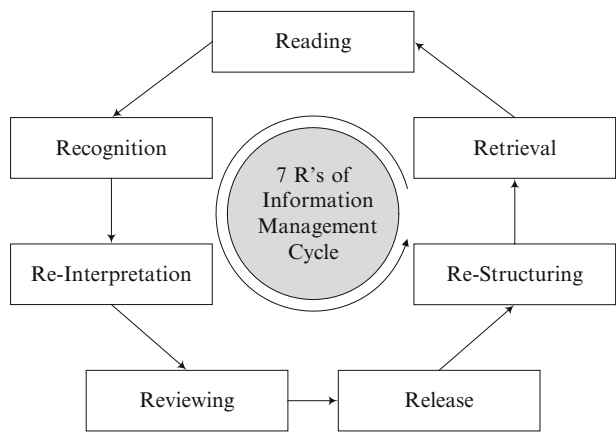 Reading
Recognition
Retrieval
7 R's of
Information
Management
Cycle
Re-Interpretation
Re-Structuring
Reviewing
Release